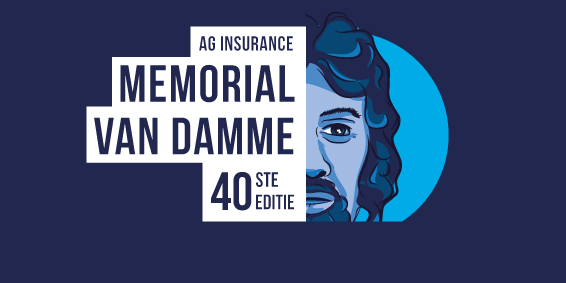 AG INSURANCE
MEMORIAL
VAN DAMME
40 STE
EDITIE